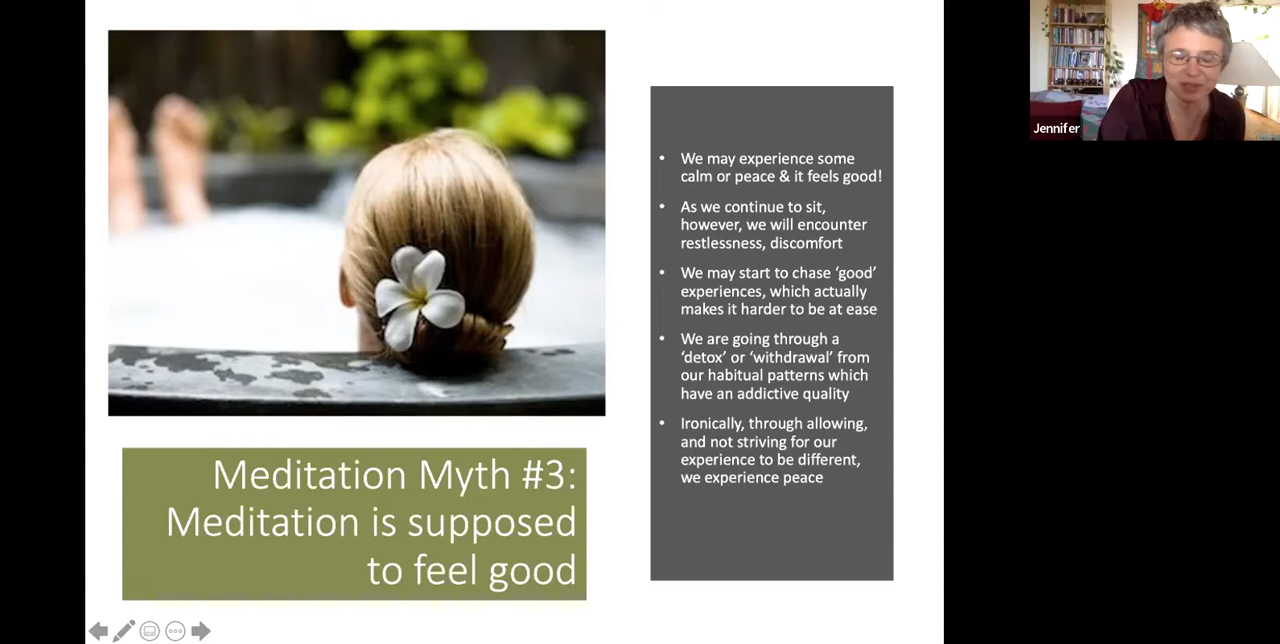 We may experience some
calm or peace & it feels good!
As we continue to sit,
however, we will encounter
restlessness, discomfort
We may start to chase ‘good’
experiences, which actually
makes it harder to be at ease
We are going through a
‘detox’ or ‘withdrawal’ from
our habitual patterns which
have an addictive quality
Ironically, through allowing,
and not striving for our
experience to be different,
we experience peace
Meditation Myth #3:
Meditation is supposed
to feel good
Jennifer